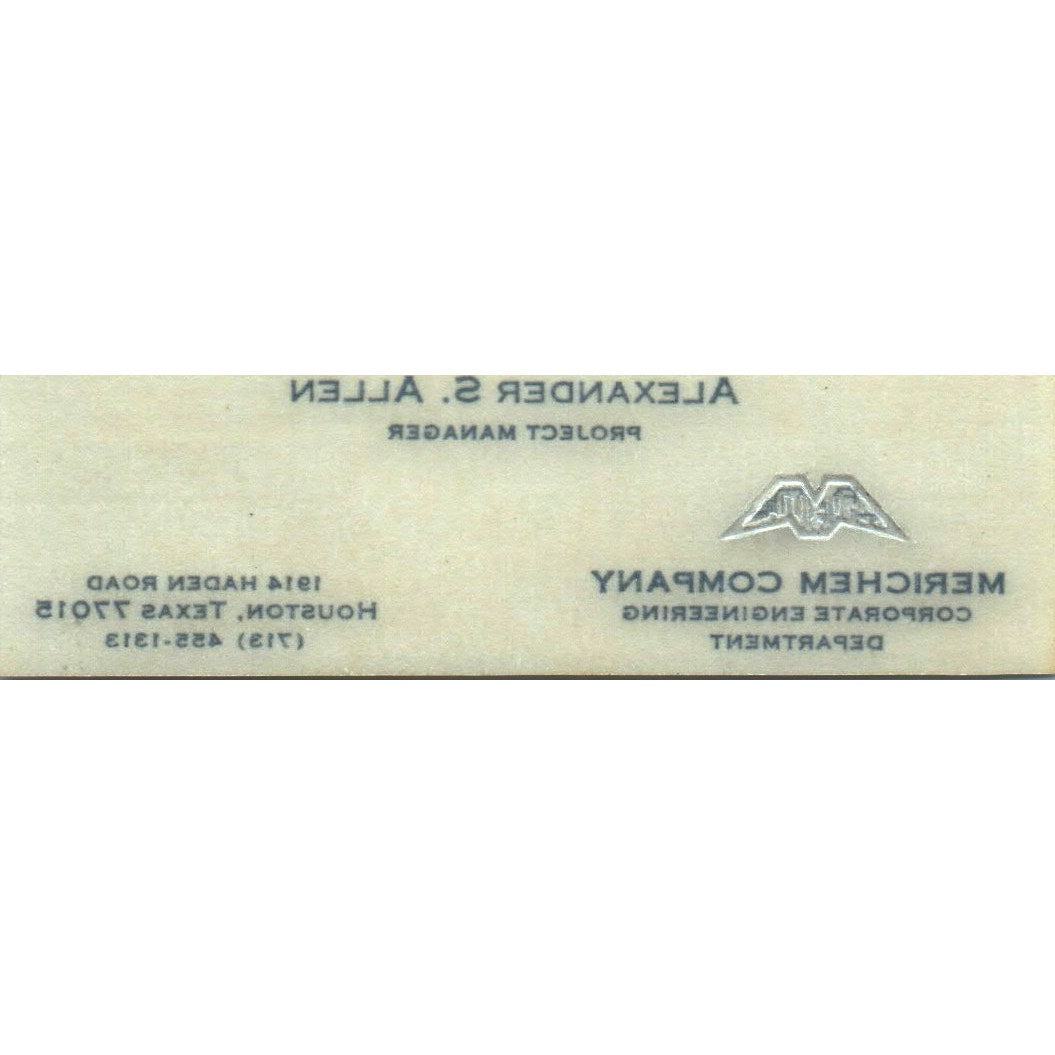 ALEXANDER S. ALLEN
PROJECT MANAGER
MERICHEM COMPANY
CORPORATE ENGINEERING
DEPARTMENT
1914 HADEN ROAD
HOUSTON, TEXAS 77015
(713) 455-1313